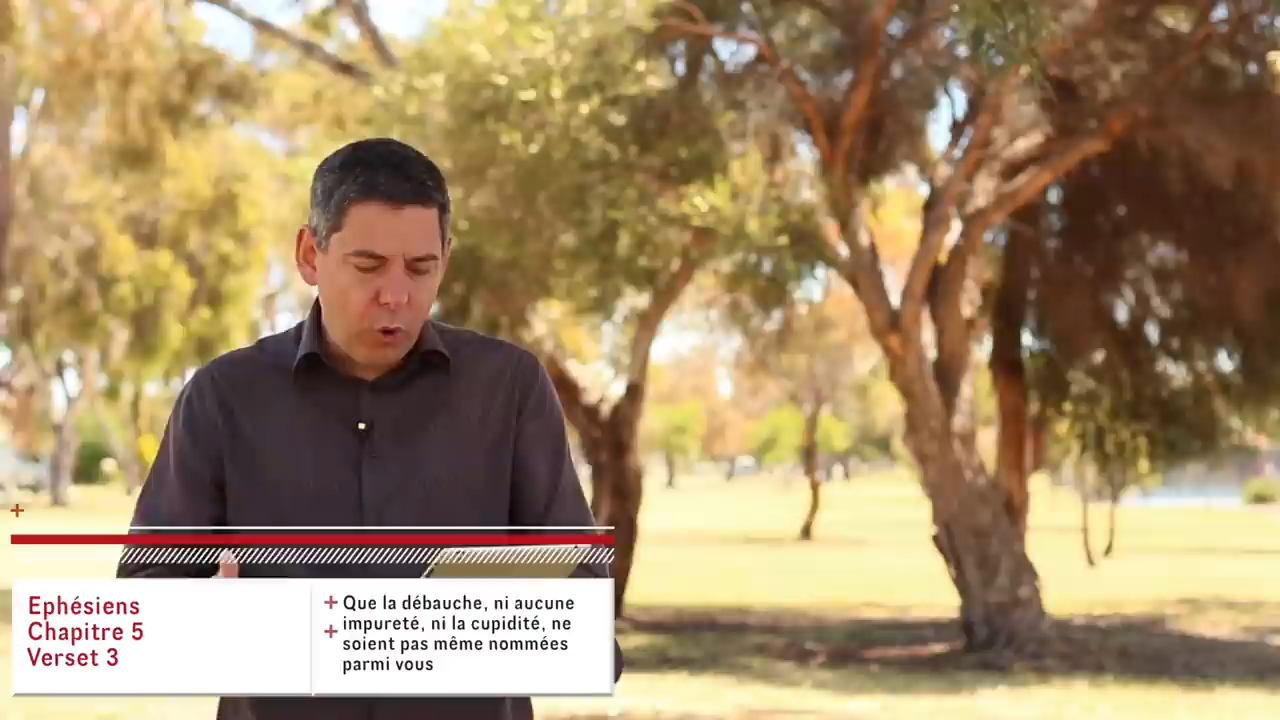 Ephésiens
Chapitre 5
Verset 3
Que la débauche, ni aucune
impureté, ni la cupidité, ne
soient pas même nommées
parmi vous